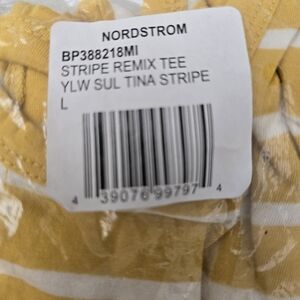 NORDSTROM
BP388218MI
STRIPE REMIX TEE
YLW SUL TINA STRIPE
L
4 39076 99797 4